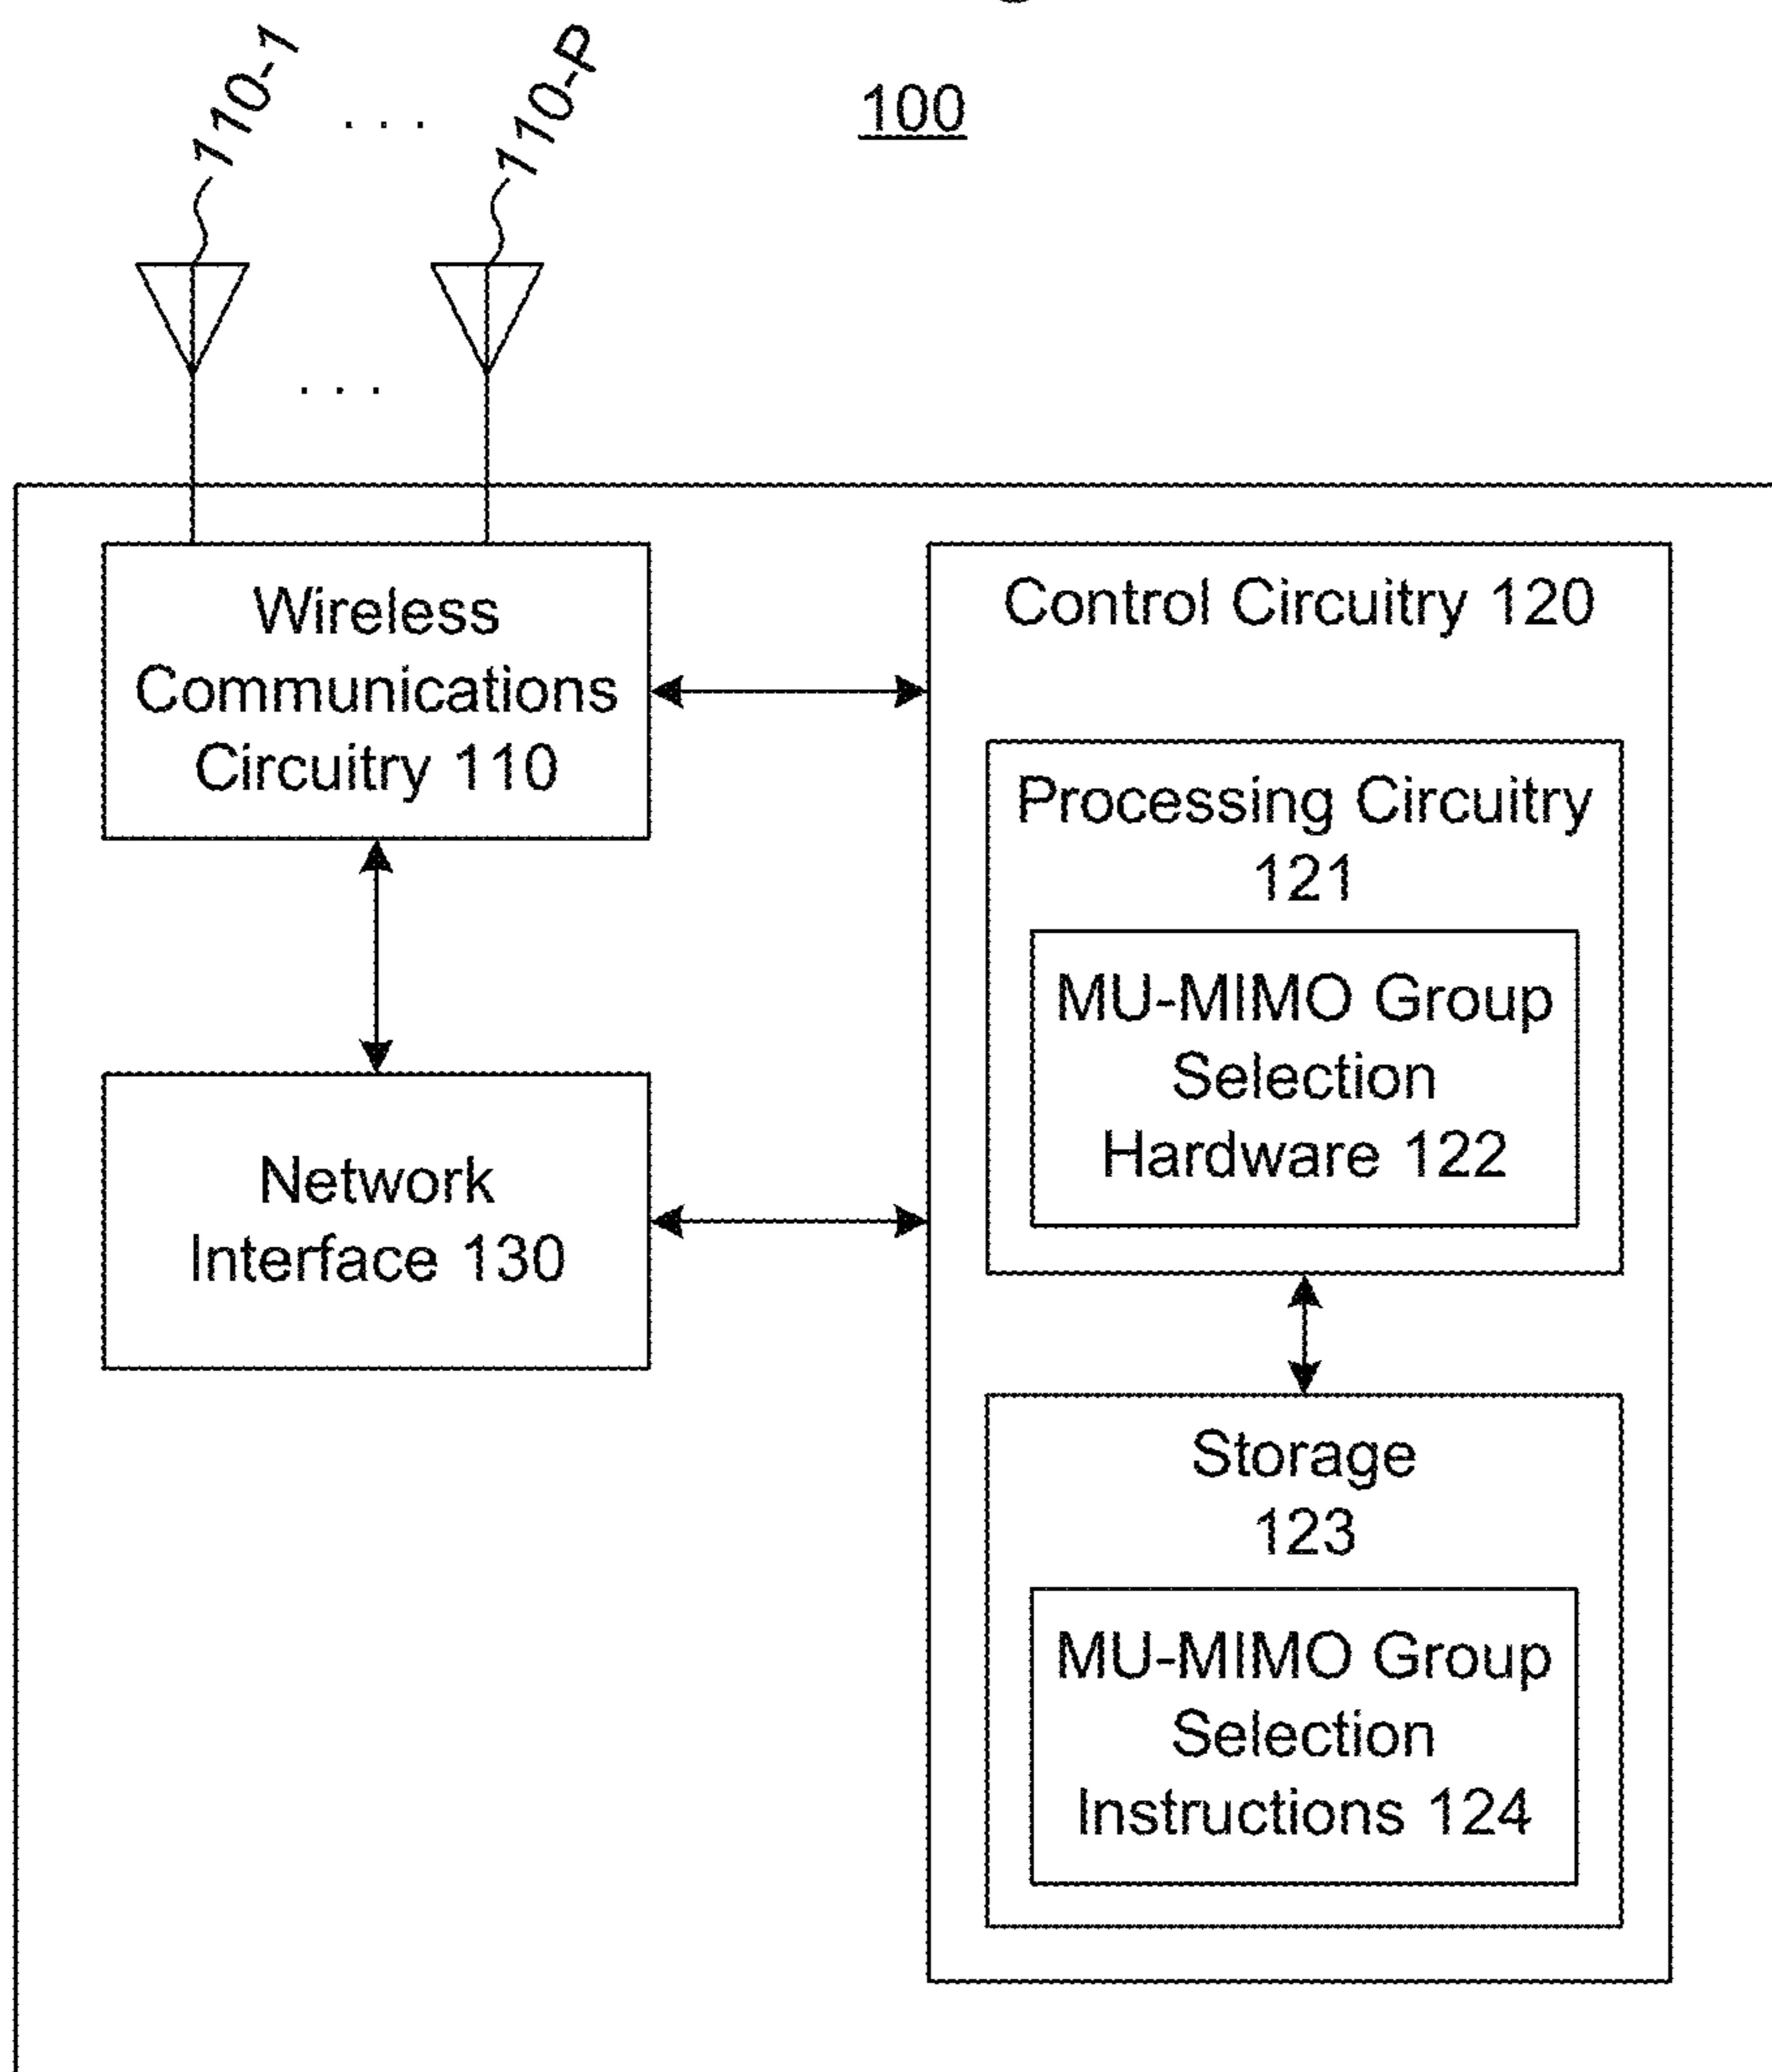 110-1
. . .
110-P
100
. . .
Wireless
Communications
Circuitry 110
Network
Interface 130
Control Circuitry 120
Processing Circuitry
121
MU-MIMO Group
Selection
Hardware 122
Storage
123
MU-MIMO Group
Selection
Instructions 124